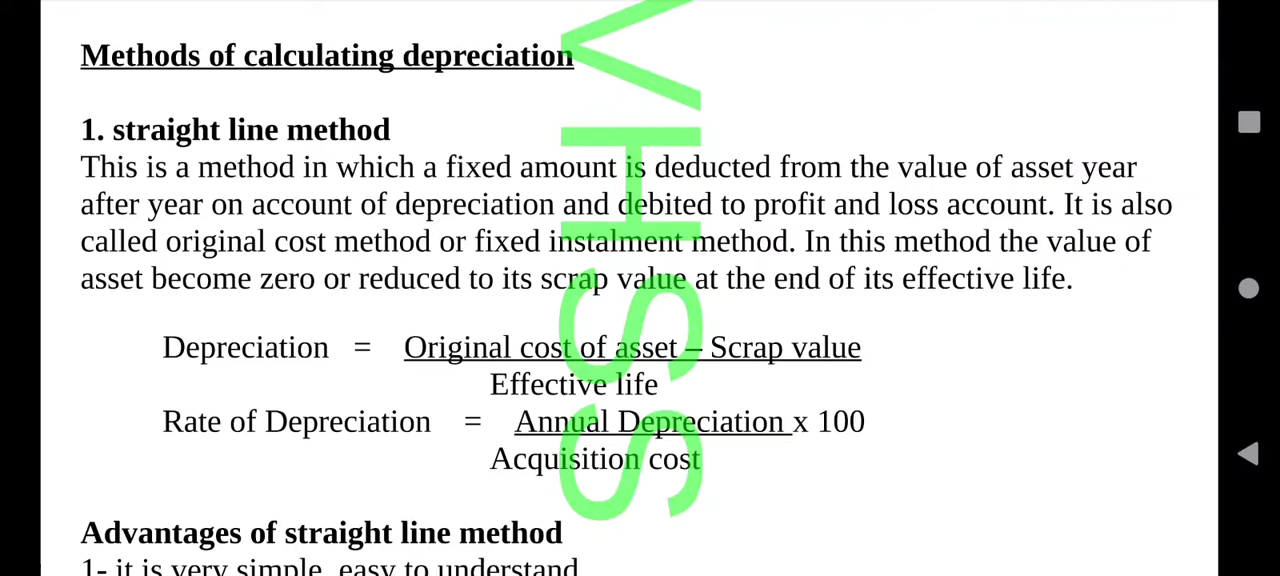 Methods of calculating depreciation
1. straight line method
This is a method in which a fixed amount is deducted from the value of asset year
after year on account of depreciation and debited to profit and loss account. It is also
called original cost method or fixed instalment method. In this method the value of
asset become zero or reduced to its scrap value at the end of its effective life.
Depreciation = Original cost of asset – Scrap value
Effective life
Rate of Depreciation = Annual Depreciation x 100
Acquisition cost
Advantages of straight line method
1- it is very simple, easy to understand
VHSS